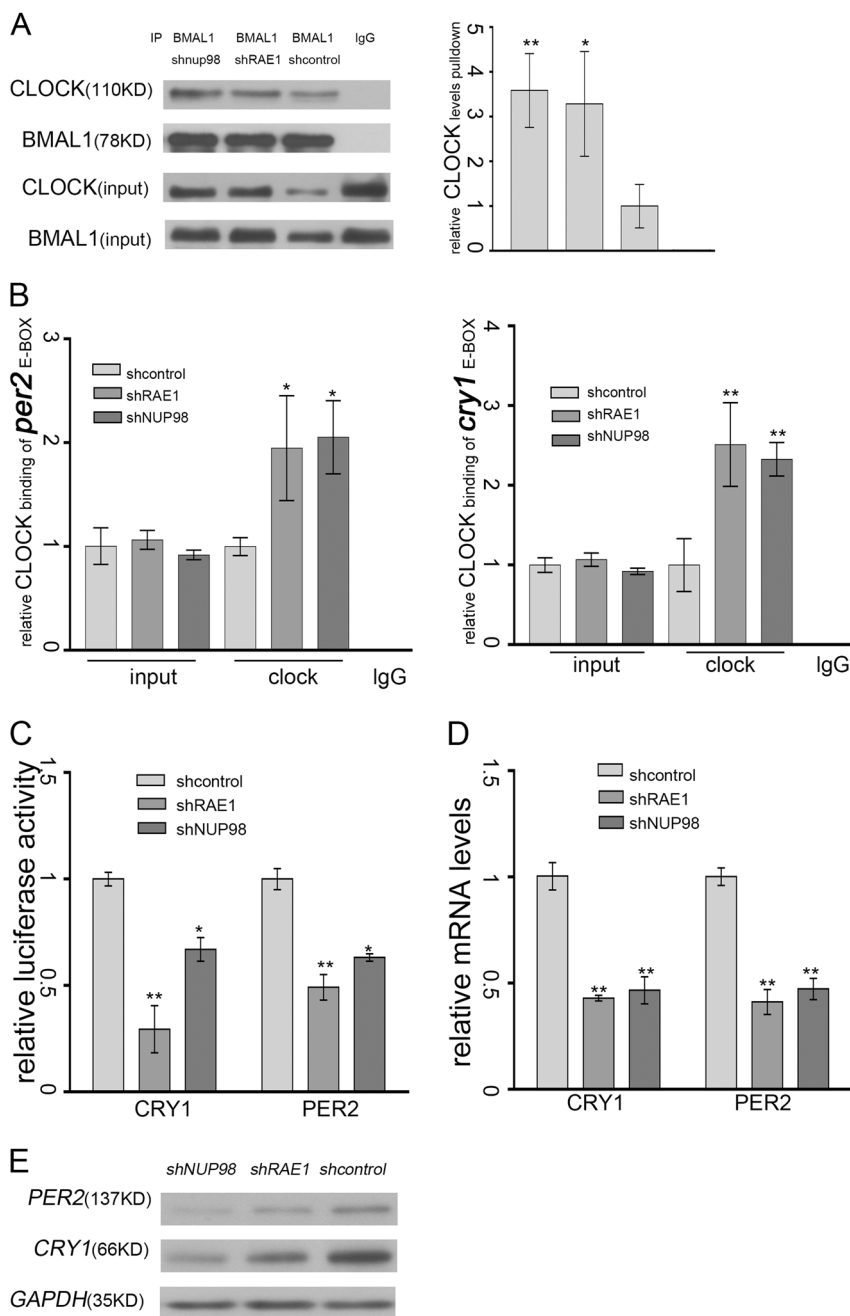 A
IP BMAL1 BMAL1 BMAL1 IgG
shnup98 shRAE1 shcontrol
CLOCK(110KD)
BMAL1(78KD)
CLOCK(input)
BMAL1(input)
relative CLOCK levels pulldown
5
4
3
2
1
0
** *
B
relative CLOCK binding of per2 E-BOX
3
2
1
0
shcontrol
shRAE1
shNUP98
* *
input clock IgG
relative CLOCK binding of cry1 E-BOX
4
3
2
1
0
shcontrol
shRAE1
shNUP98
** **
input clock IgG
C
relative luciferase activity
1.5
1
0.5
0
shcontrol
shRAE1
shNUP98
** * ** *
CRY1 PER2
D
relative mRNA levels
1.5
1
0.5
0
shcontrol
shRAE1
shNUP98
** ** ** **
CRY1 PER2
E
shNUP98 shRAE1 shcontrol
PER2(137KD)
CRY1(66KD)
GAPDH(35KD)